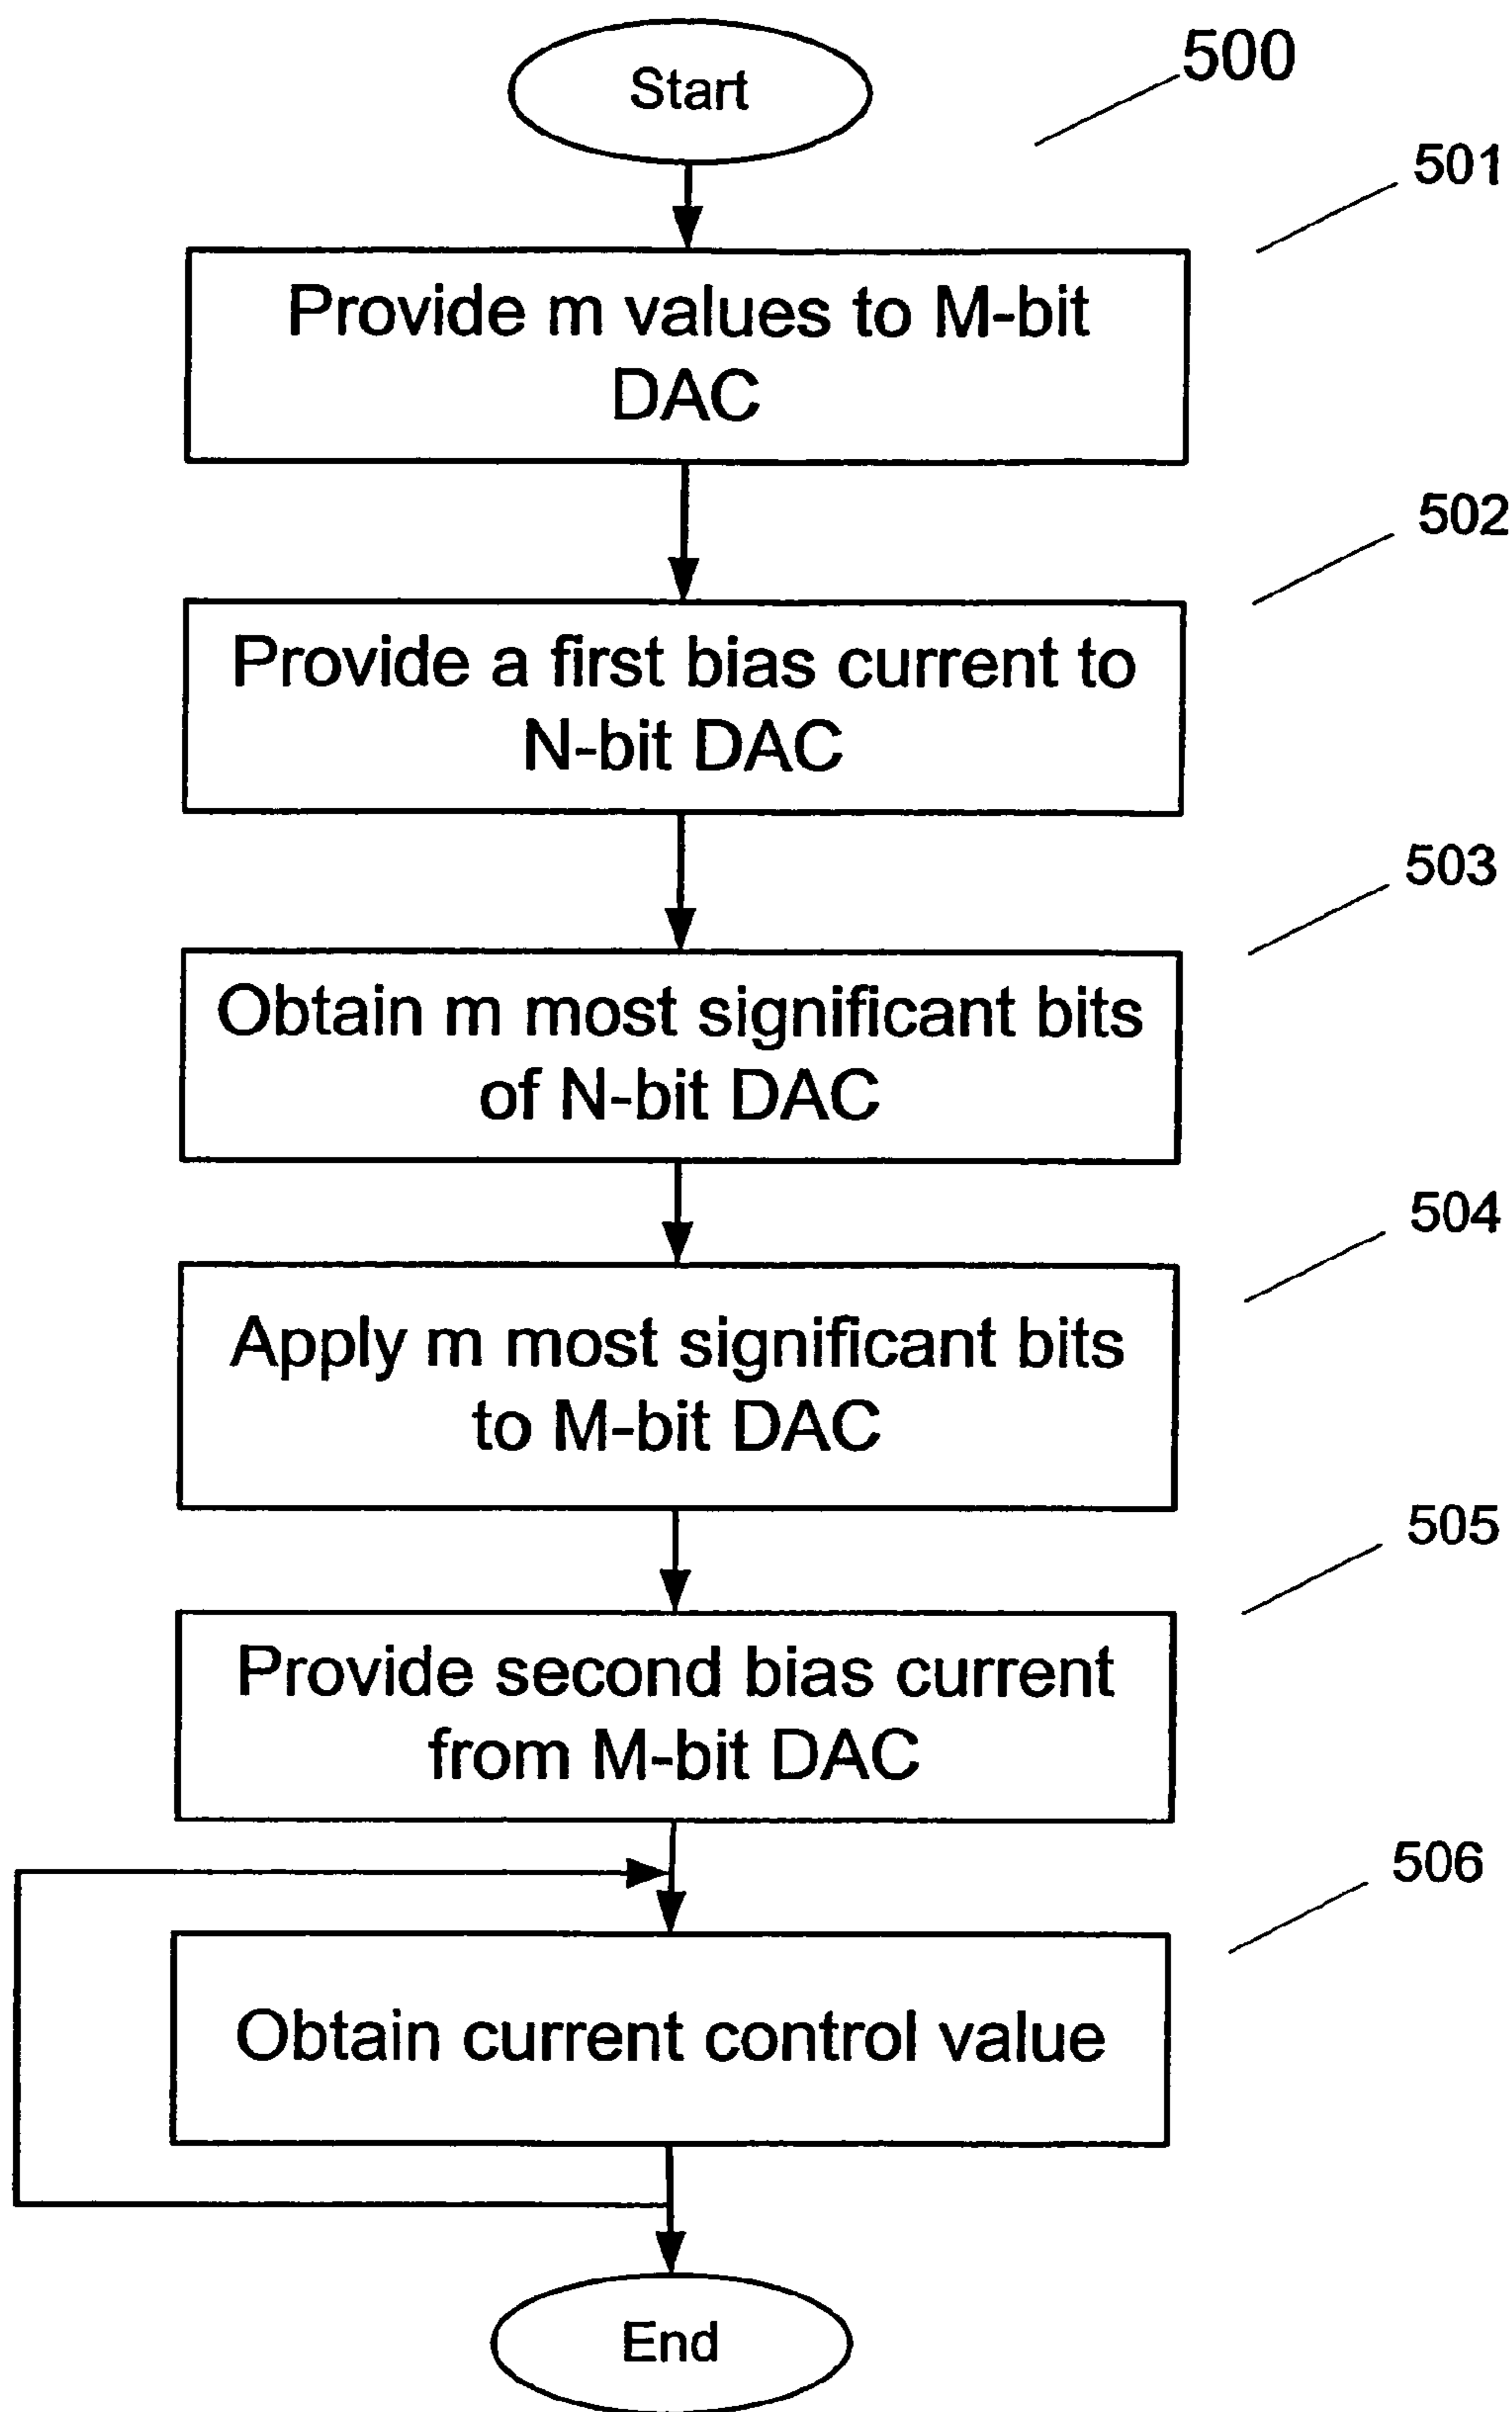 Start
500
501
Provide m values to M-bit
DAC
502
Provide a first bias current to
N-bit DAC
503
Obtain m most significant bits
of N-bit DAC
504
Apply m most significant bits
to M-bit DAC
505
Provide second bias current
from M-bit DAC
506
Obtain current control value
End